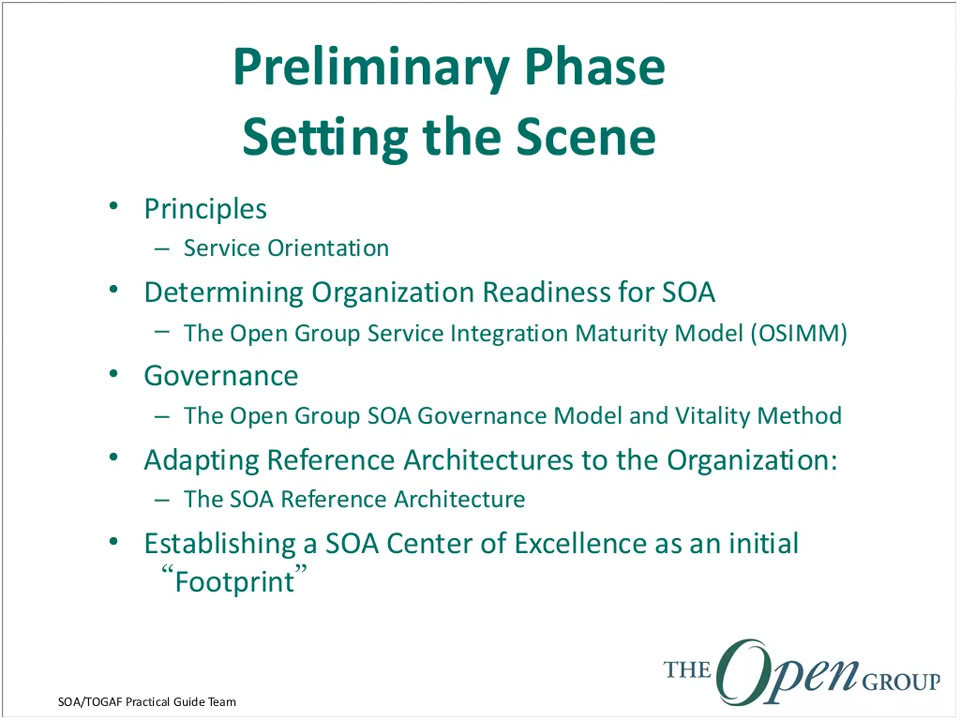 Preliminary Phase
Setting the Scene
• Principles
– Service Orientation
• Determining Organization Readiness for SOA
– The Open Group Service Integration Maturity Model (OSIMM)
• Governance
– The Open Group SOA Governance Model and Vitality Method
• Adapting Reference Architectures to the Organization:
– The SOA Reference Architecture
• Establishing a SOA Center of Excellence as an initial
“Footprint”
THE Open GROUP
SOA/TOGAF Practical Guide Team